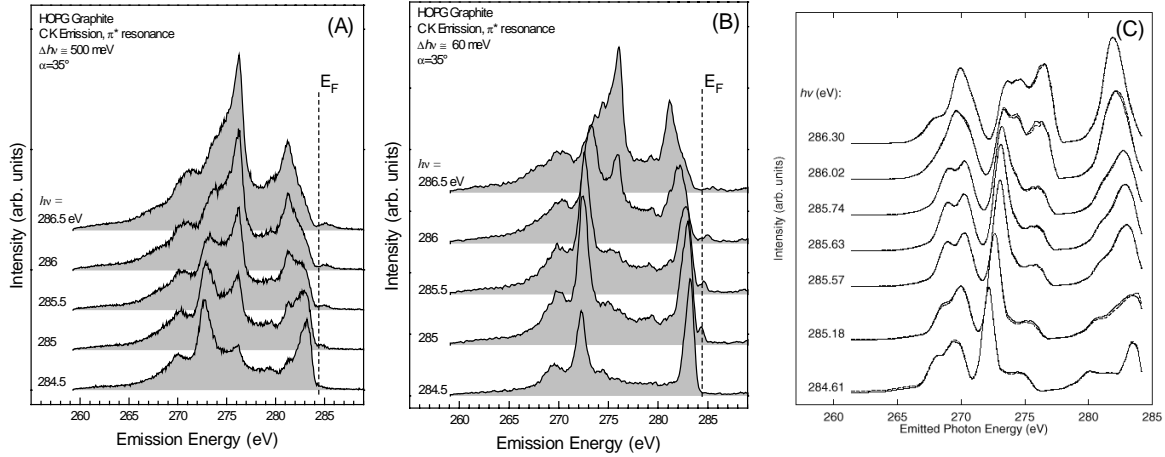 HOPG Graphite
C K Emission, π* resonance
Δhν ≅ 500 meV
α=35°
(A)
E_F
hν =
286.5 eV
286
285.5
285
284.5
Intensity (arb. units)
260 265 270 275 280 285
Emission Energy (eV)
HOPG Graphite
C K Emission, π* resonance
Δhν ≅ 60 meV
α=35°
(B)
E_F
hν =
286.5 eV
286
285.5
285
284.5
Intensity (arb. units)
260 265 270 275 280 285
Emission Energy (eV)
(C)
hν (eV):
286.30
286.02
285.74
285.63
285.57
285.18
284.61
Intensity (arb. units)
260 265 270 275 280 285
Emitted Photon Energy (eV)